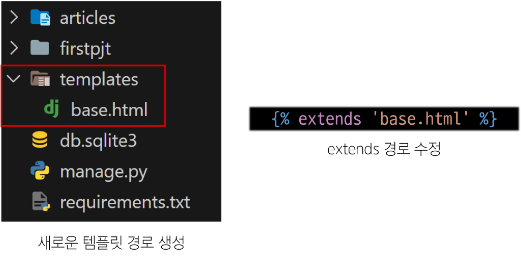 articles
firstpjt
templates
dj base.html
db.sqlite3
manage.py
requirements.txt
새로운 템플릿 경로 생성
{% extends 'base.html' %}
extends 경로 수정